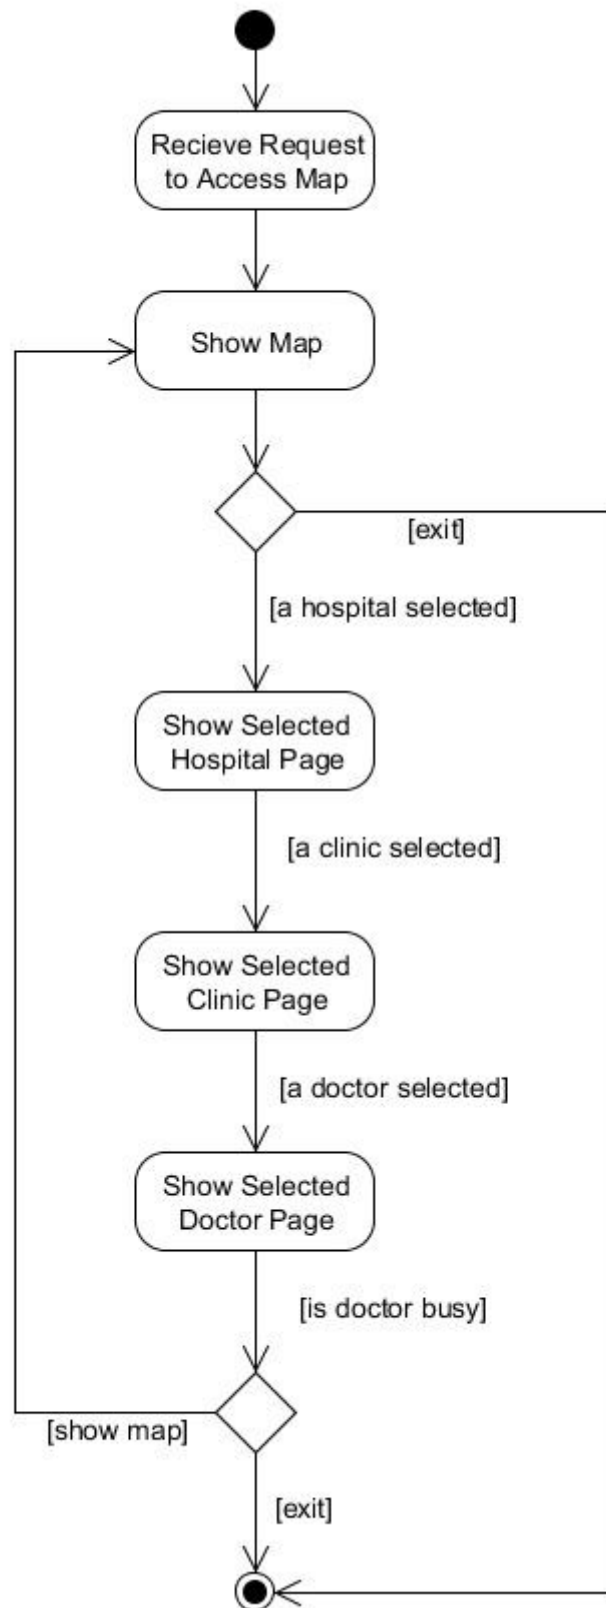 Recieve Request
to Access Map
Show Map
[exit]
[a hospital selected]
Show Selected
Hospital Page
[a clinic selected]
Show Selected
Clinic Page
[a doctor selected]
Show Selected
Doctor Page
[is doctor busy]
[show map]
[exit]